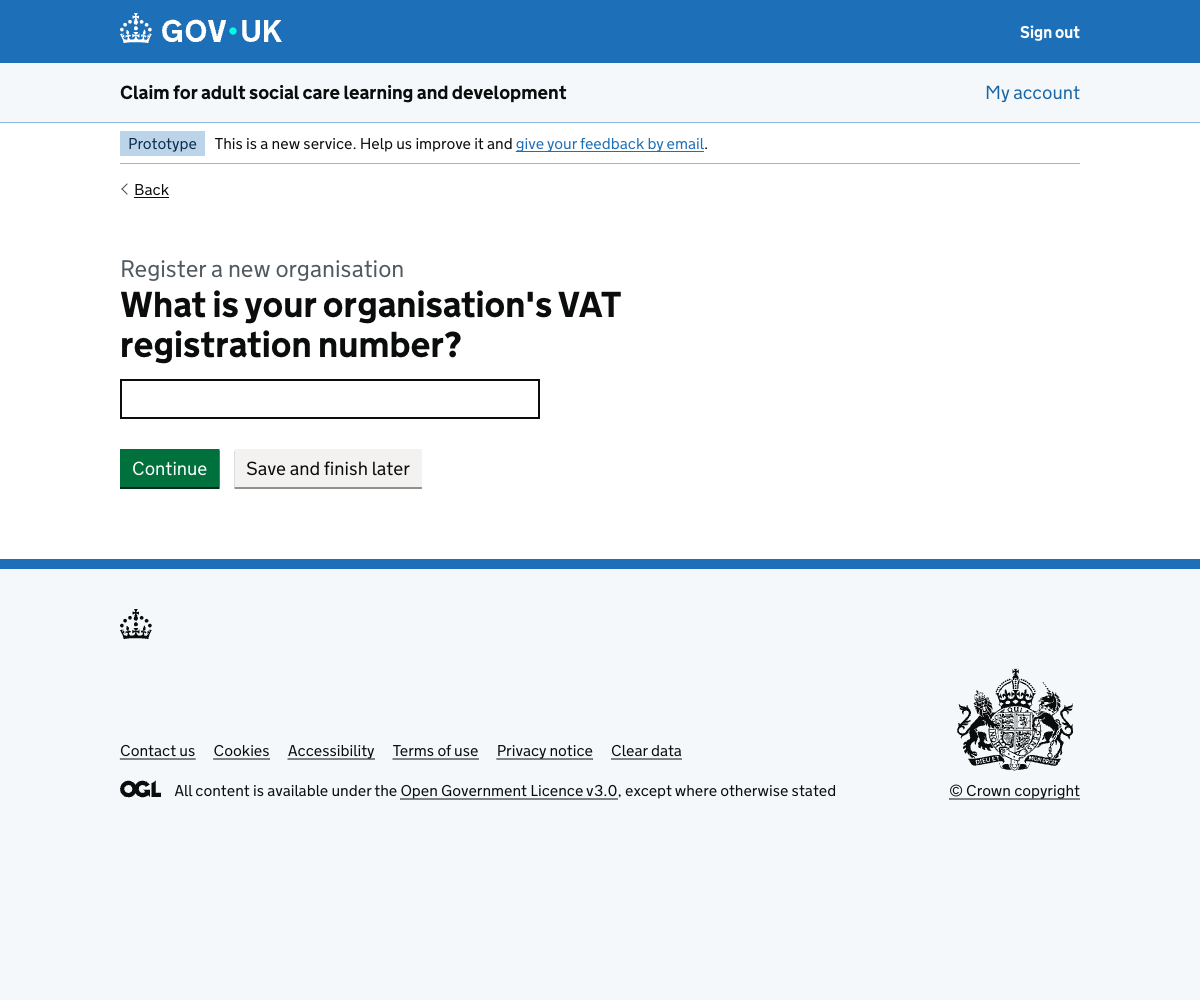 GOV·UK
Sign out
Claim for adult social care learning and development
My account
Prototype This is a new service. Help us improve it and give your feedback by email.
Back
Register a new organisation
What is your organisation's VAT
registration number?
Continue
Save and finish later
Contact us Cookies Accessibility Terms of use Privacy notice Clear data
OGL All content is available under the Open Government Licence v3.0, except where otherwise stated
© Crown copyright